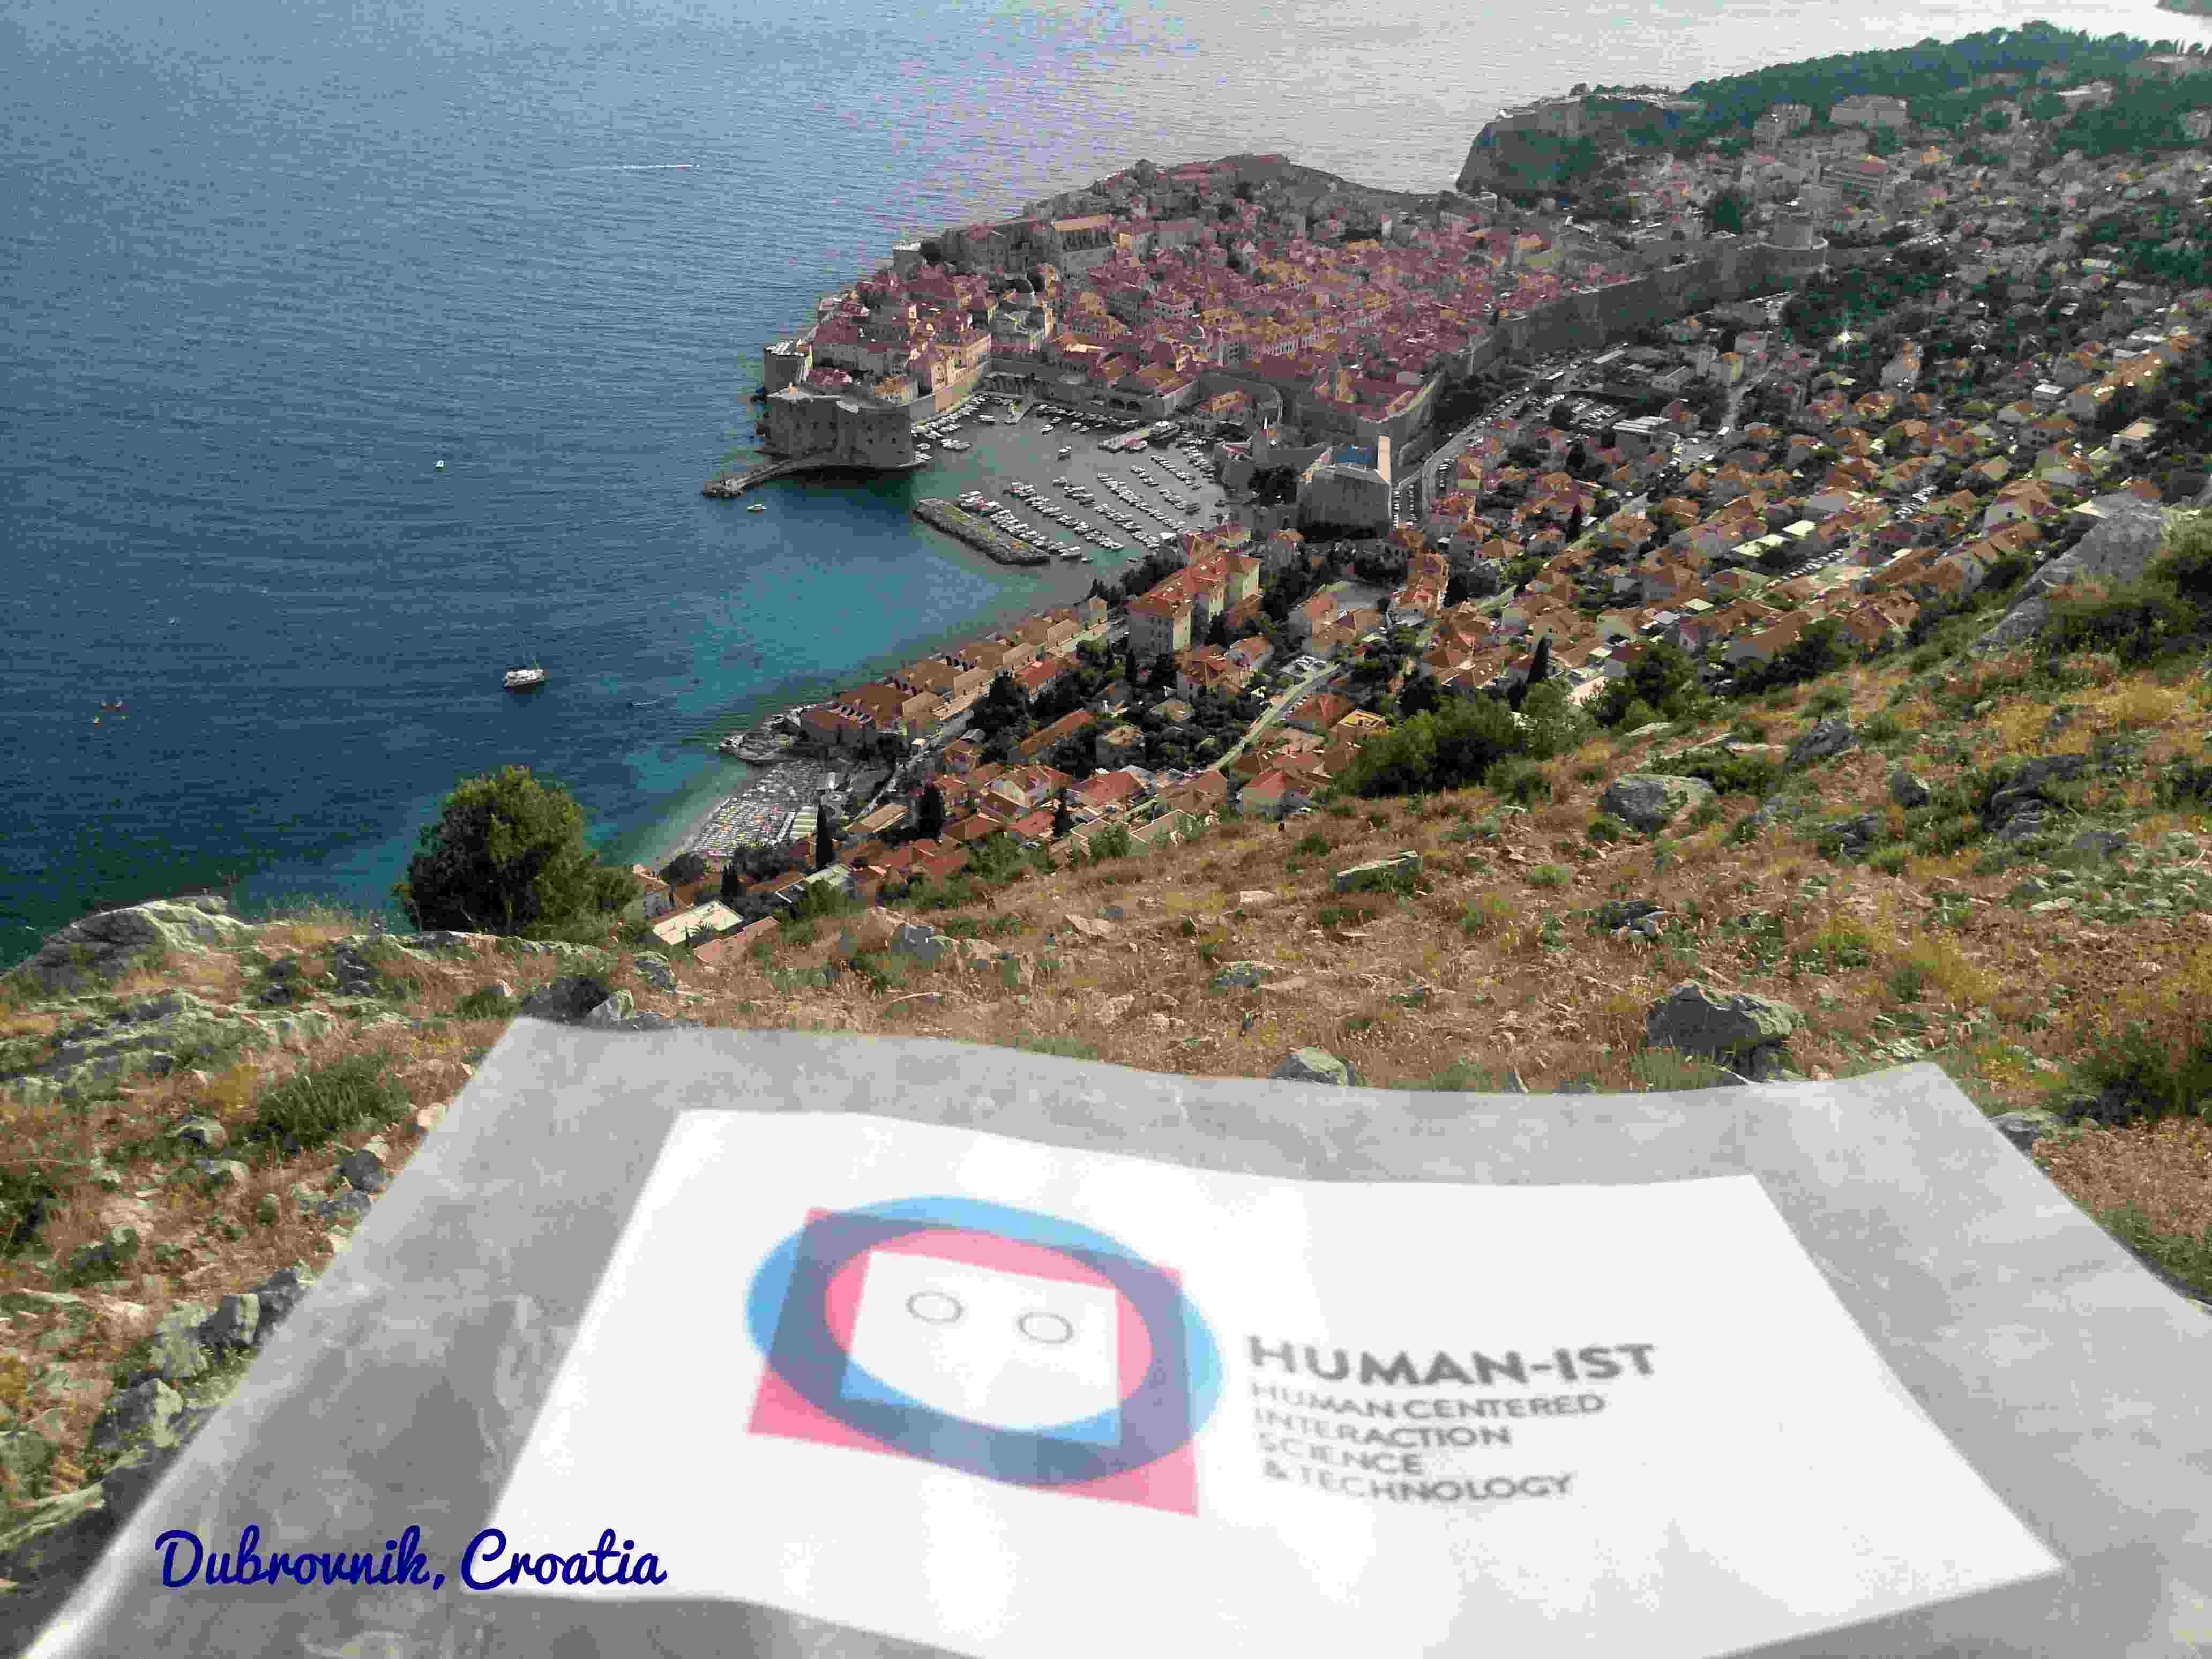 HUMAN-IST
HUMAN CENTERED
INTERACTION
SCIENCE
& TECHNOLOGY
Dubrovnik, Croatia